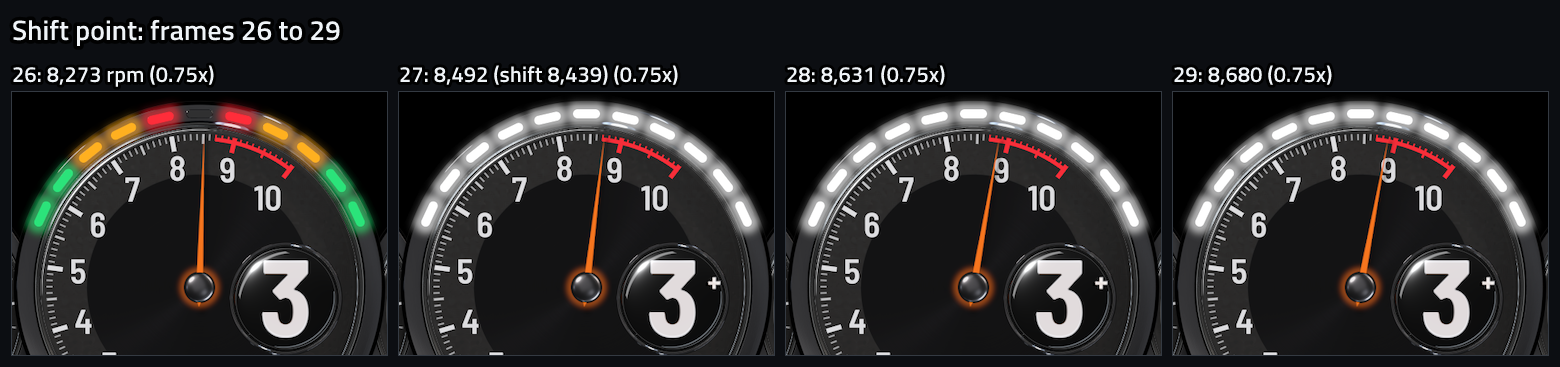 Shift point: frames 26 to 29
26: 8,273 rpm (0.75x)
27: 8,492 (shift 8,439) (0.75x)
28: 8,631 (0.75x)
29: 8,680 (0.75x)
4 5 6 7 8 9 10
3
4 5 6 7 8 9 10
3+
4 5 6 7 8 9 10
3+
4 5 6 7 8 9 10
3+